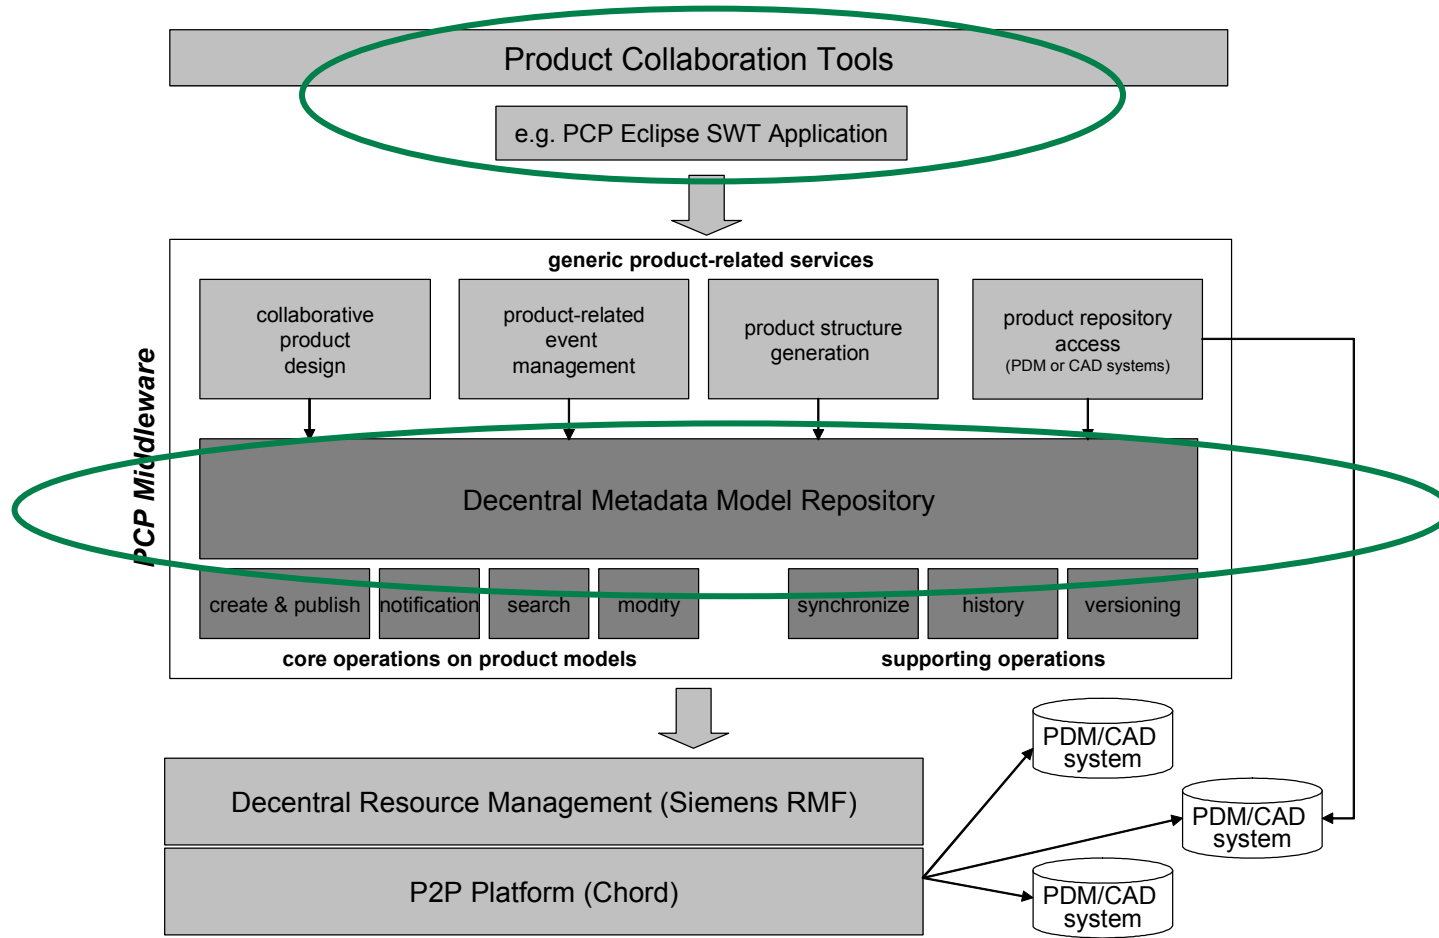 Product Collaboration Tools
e.g. PCP Eclipse SWT Application
generic product-related services
collaborative
product
design
product-related
event
management
product structure
generation
product repository
access
(PDM or CAD systems)
PCP Middleware
Decentral Metadata Model Repository
create & publish
notification
search
modify
synchronize
history
versioning
core operations on product models
supporting operations
PDM/CAD
system
Decentral Resource Management (Siemens RMF)
PDM/CAD
system
P2P Platform (Chord)
PDM/CAD
system